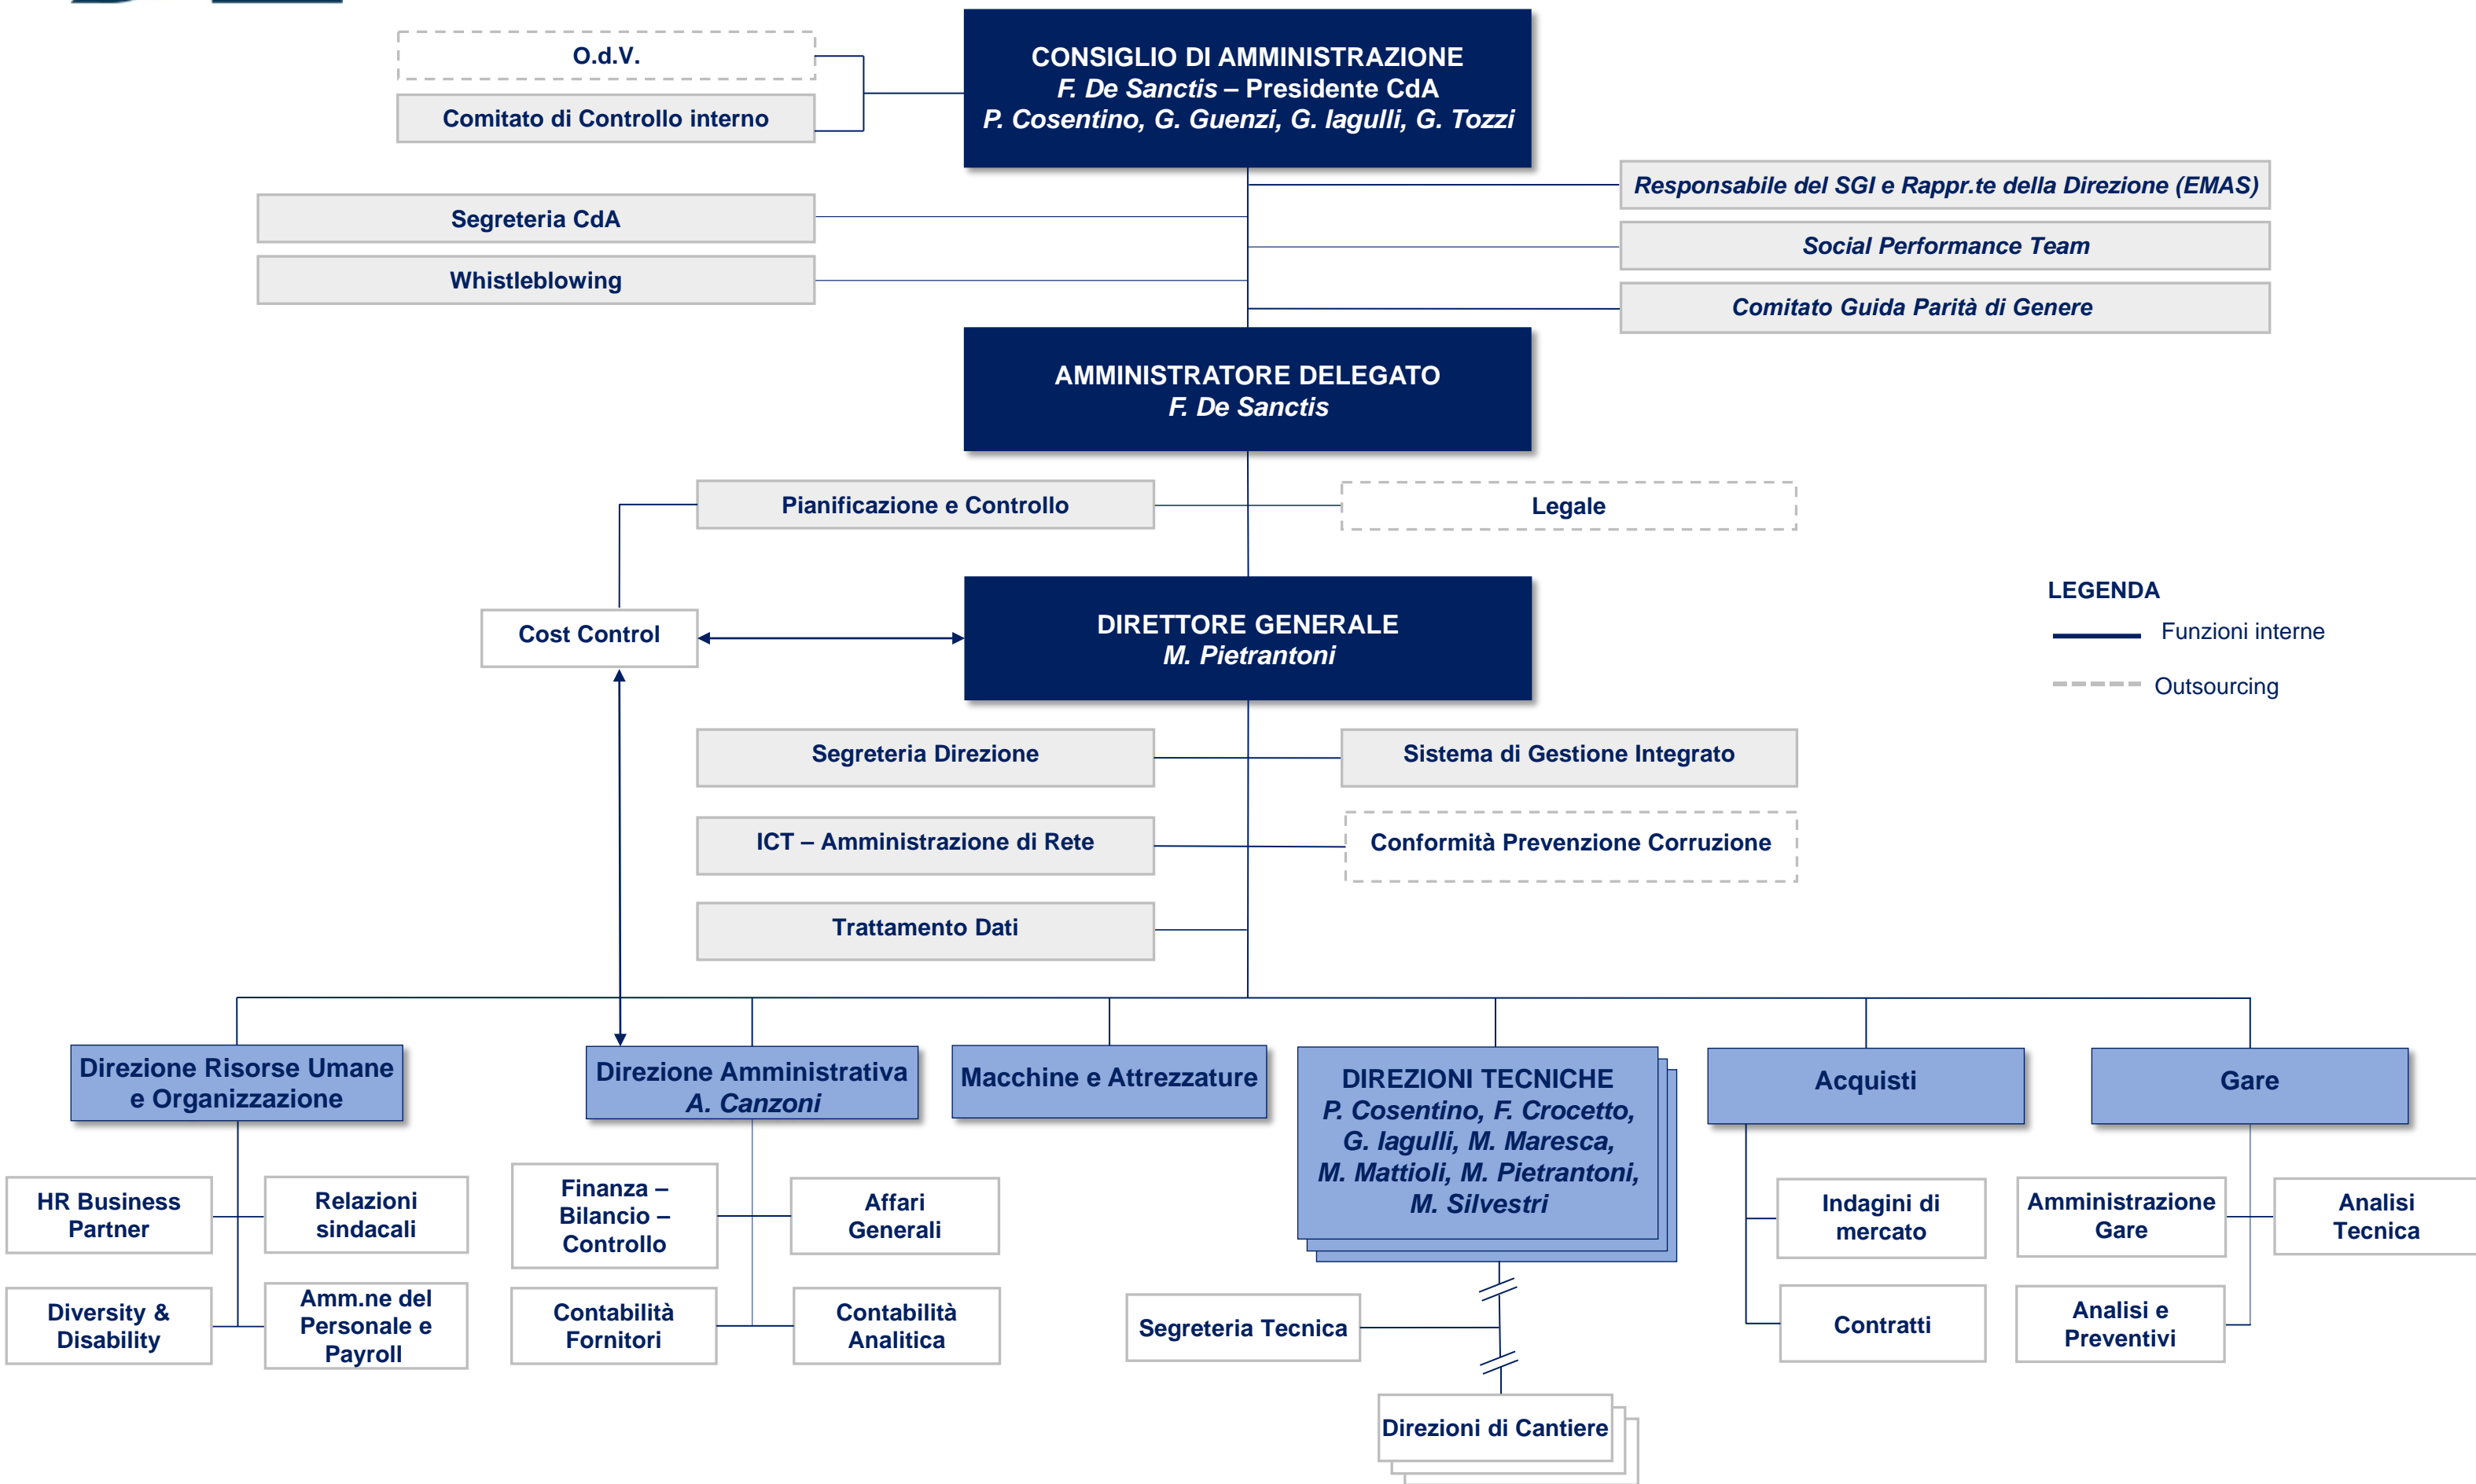 O.d.V.
Comitato di Controllo interno
CONSIGLIO DI AMMINISTRAZIONE
F. De Sanctis – Presidente CdA
P. Cosentino, G. Guenzi, G. Iagulli, G. Tozzi
Segreteria CdA
Whistleblowing
Responsabile del SGI e Rappr.te della Direzione (EMAS)
Social Performance Team
Comitato Guida Parità di Genere
AMMINISTRATORE DELEGATO
F. De Sanctis
Pianificazione e Controllo
Legale
Cost Control
DIRETTORE GENERALE
M. Pietrantoni
LEGENDA
Funzioni interne
Outsourcing
Segreteria Direzione
Sistema di Gestione Integrato
ICT – Amministrazione di Rete
Conformità Prevenzione Corruzione
Trattamento Dati
Direzione Risorse Umane
e Organizzazione
Direzione Amministrativa
A. Canzoni
Macchine e Attrezzature
DIREZIONI TECNICHE
P. Cosentino, F. Crocetto,
G. Iagulli, M. Maresca,
M. Mattioli, M. Pietrantoni,
M. Silvestri
Acquisti
Gare
HR Business
Partner
Relazioni
sindacali
Diversity &
Disability
Amm.ne del
Personale e
Payroll
Finanza –
Bilancio –
Controllo
Affari
Generali
Contabilità
Fornitori
Contabilità
Analitica
Segreteria Tecnica
Direzioni di Cantiere
Indagini di
mercato
Contratti
Amministrazione
Gare
Analisi
Tecnica
Analisi e
Preventivi